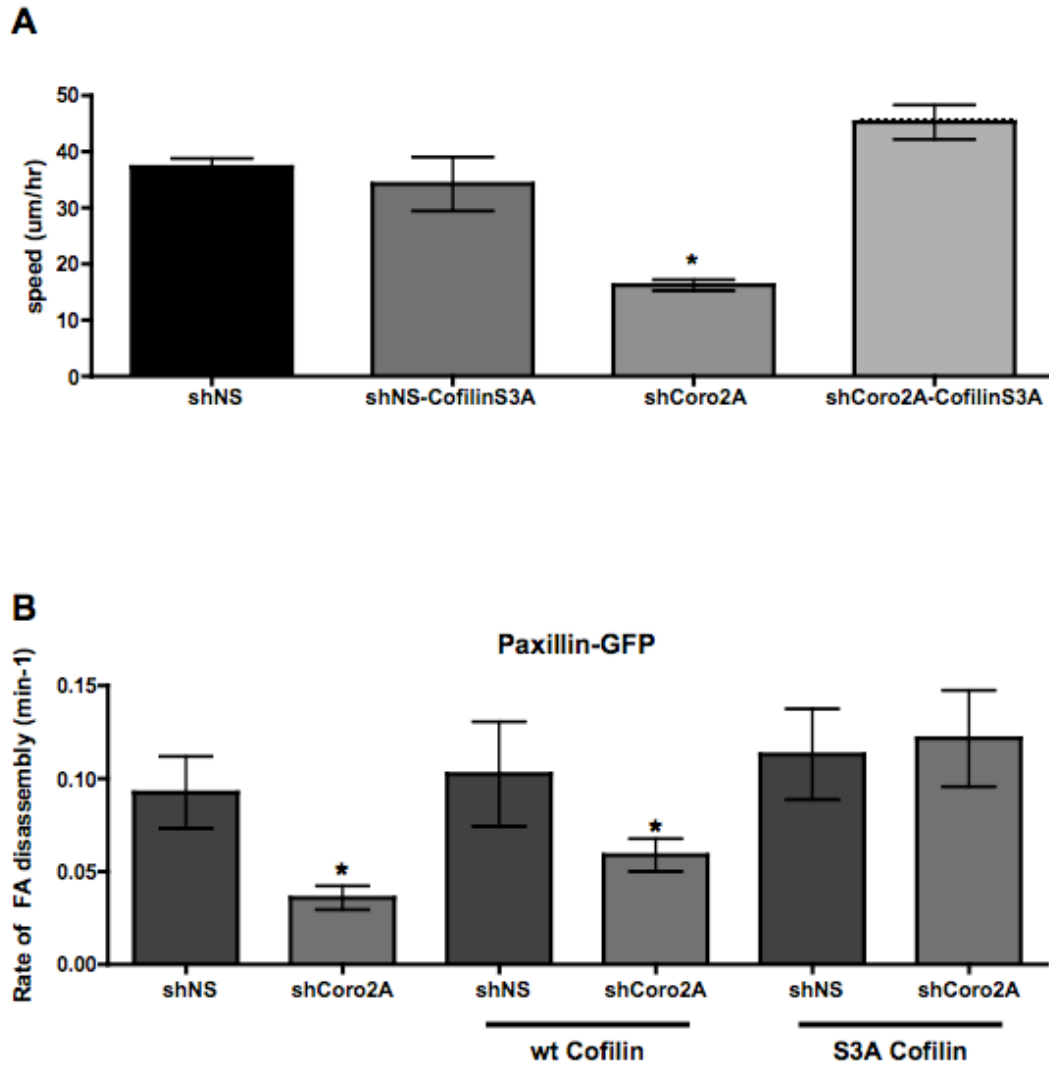 A
50
40
30
20
10
0
speed (um/hr)
*
shNS shNS-CofilinS3A shCoro2A shCoro2A-CofilinS3A
B
Paxillin-GFP
0.15
0.10
0.05
0.00
Rate of FA disassembly (min-1)
* *
shNS shCoro2A shNS shCoro2A shNS shCoro2A
wt Cofilin S3A Cofilin